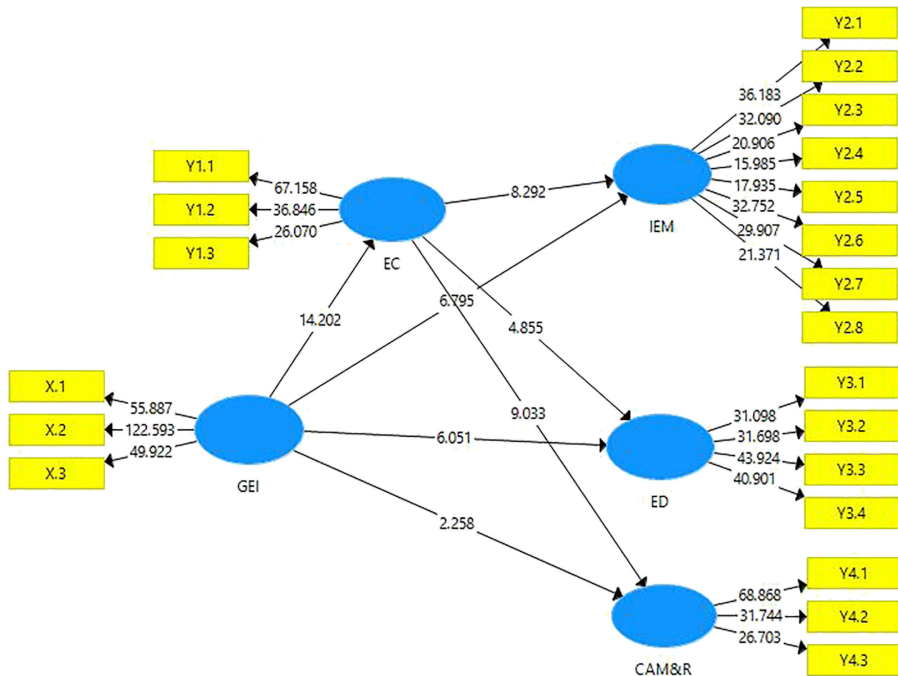 Y2.1
Y2.2
Y2.3
Y2.4
Y2.5
Y2.6
Y2.7
Y2.8
36.183
32.090
20.906
15.985
17.935
32.752
29.907
21.371
IEM
Y1.1
Y1.2
Y1.3
67.158
36.846
26.070
EC
8.292
6.795
14.202
4.855
9.033
X.1
X.2
X.3
55.887
122.593
49.922
GEI
6.051
2.258
Y3.1
Y3.2
Y3.3
Y3.4
31.098
31.698
43.924
40.901
ED
Y4.1
Y4.2
Y4.3
68.868
31.744
26.703
CAM&R